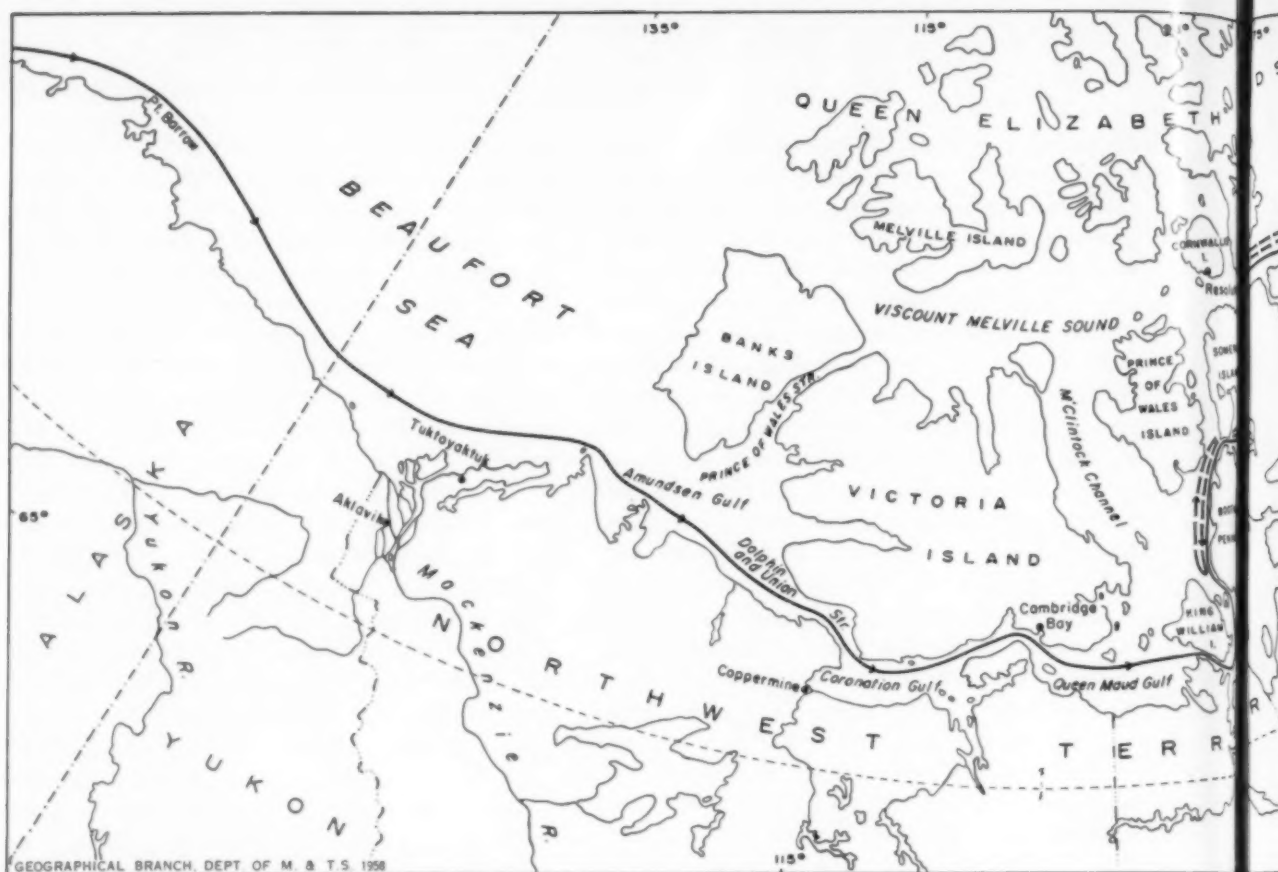 135°
115°
Pt. Barrow
QUEEN ELIZABETH
BEAUFORT
SEA
MELVILLE ISLAND
CORNWALLIS
I.
VISCOUNT MELVILLE SOUND
BANKS
ISLAND
PRINCE OF WALES STR.
PRINCE
OF
WALES
ISLAND
M'Clintock Channel
Tuktoyaktuk
Amundsen Gulf
VICTORIA
ISLAND
Aklavik
65°
ALASKA
Yukon R.
Dolphin
and Union
Str.
Mackenzie R.
Cambridge
Bay
KING
WILLIAM
I.
Coppermine
Coronation Gulf
Queen Maud Gulf
NORTHWEST TERR
YUKON
115°
GEOGRAPHICAL BRANCH, DEPT. OF M. & T.S. 1958